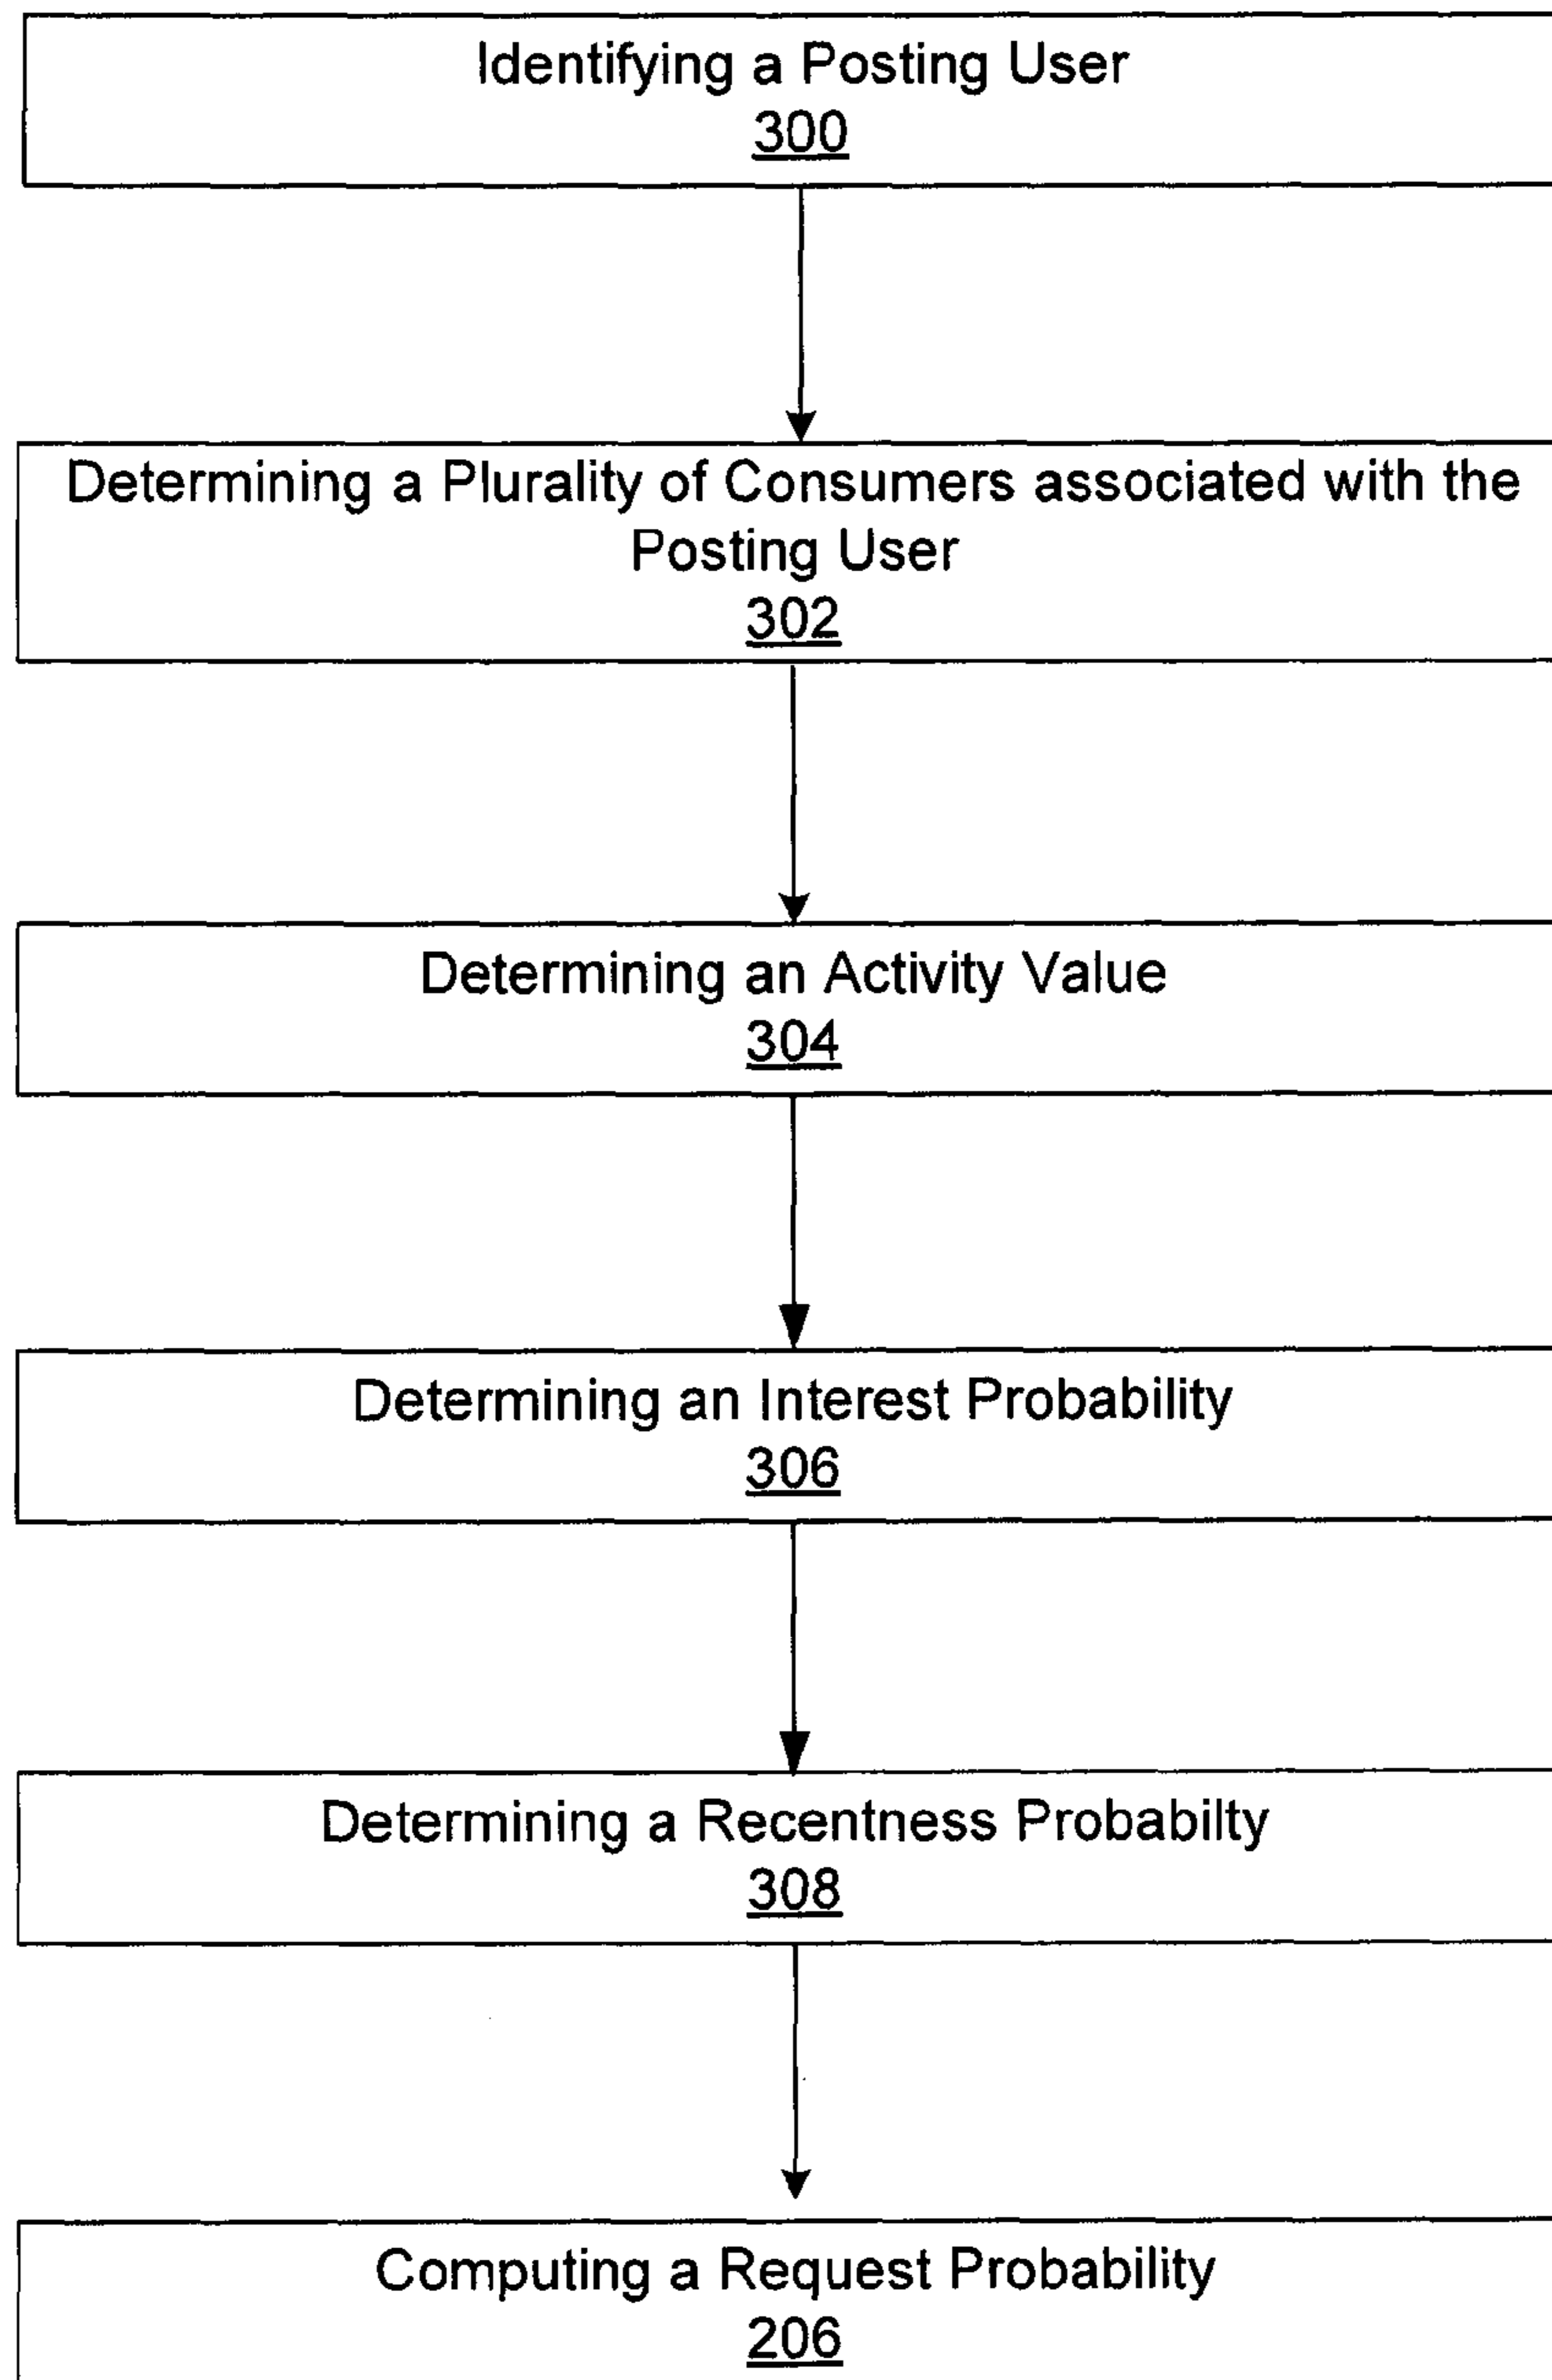 Identifying a Posting User
300
Determining a Plurality of Consumers associated with the
Posting User
302
Determining an Activity Value
304
Determining an Interest Probability
306
Determining a Recentness Probabilty
308
Computing a Request Probability
206